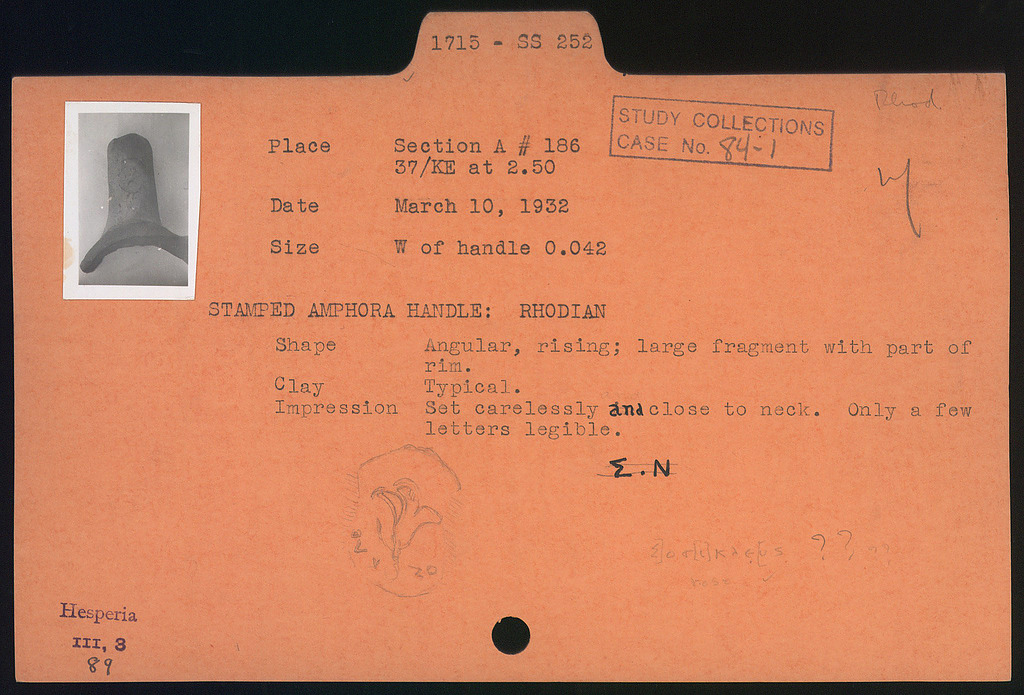 1715 - SS 252
Rhod
STUDY COLLECTIONS
CASE No. 84-1
Place Section A # 186
37/KE at 2.50
Date March 10, 1932
Size W of handle 0.042
STAMPED AMPHORA HANDLE: RHODIAN
Shape Angular, rising; large fragment with part of
rim.
Clay Typical.
Impression Set carelessly and close to neck. Only a few
letters legible.
Σ.N
??
rose
Hesperia
III, 3
89